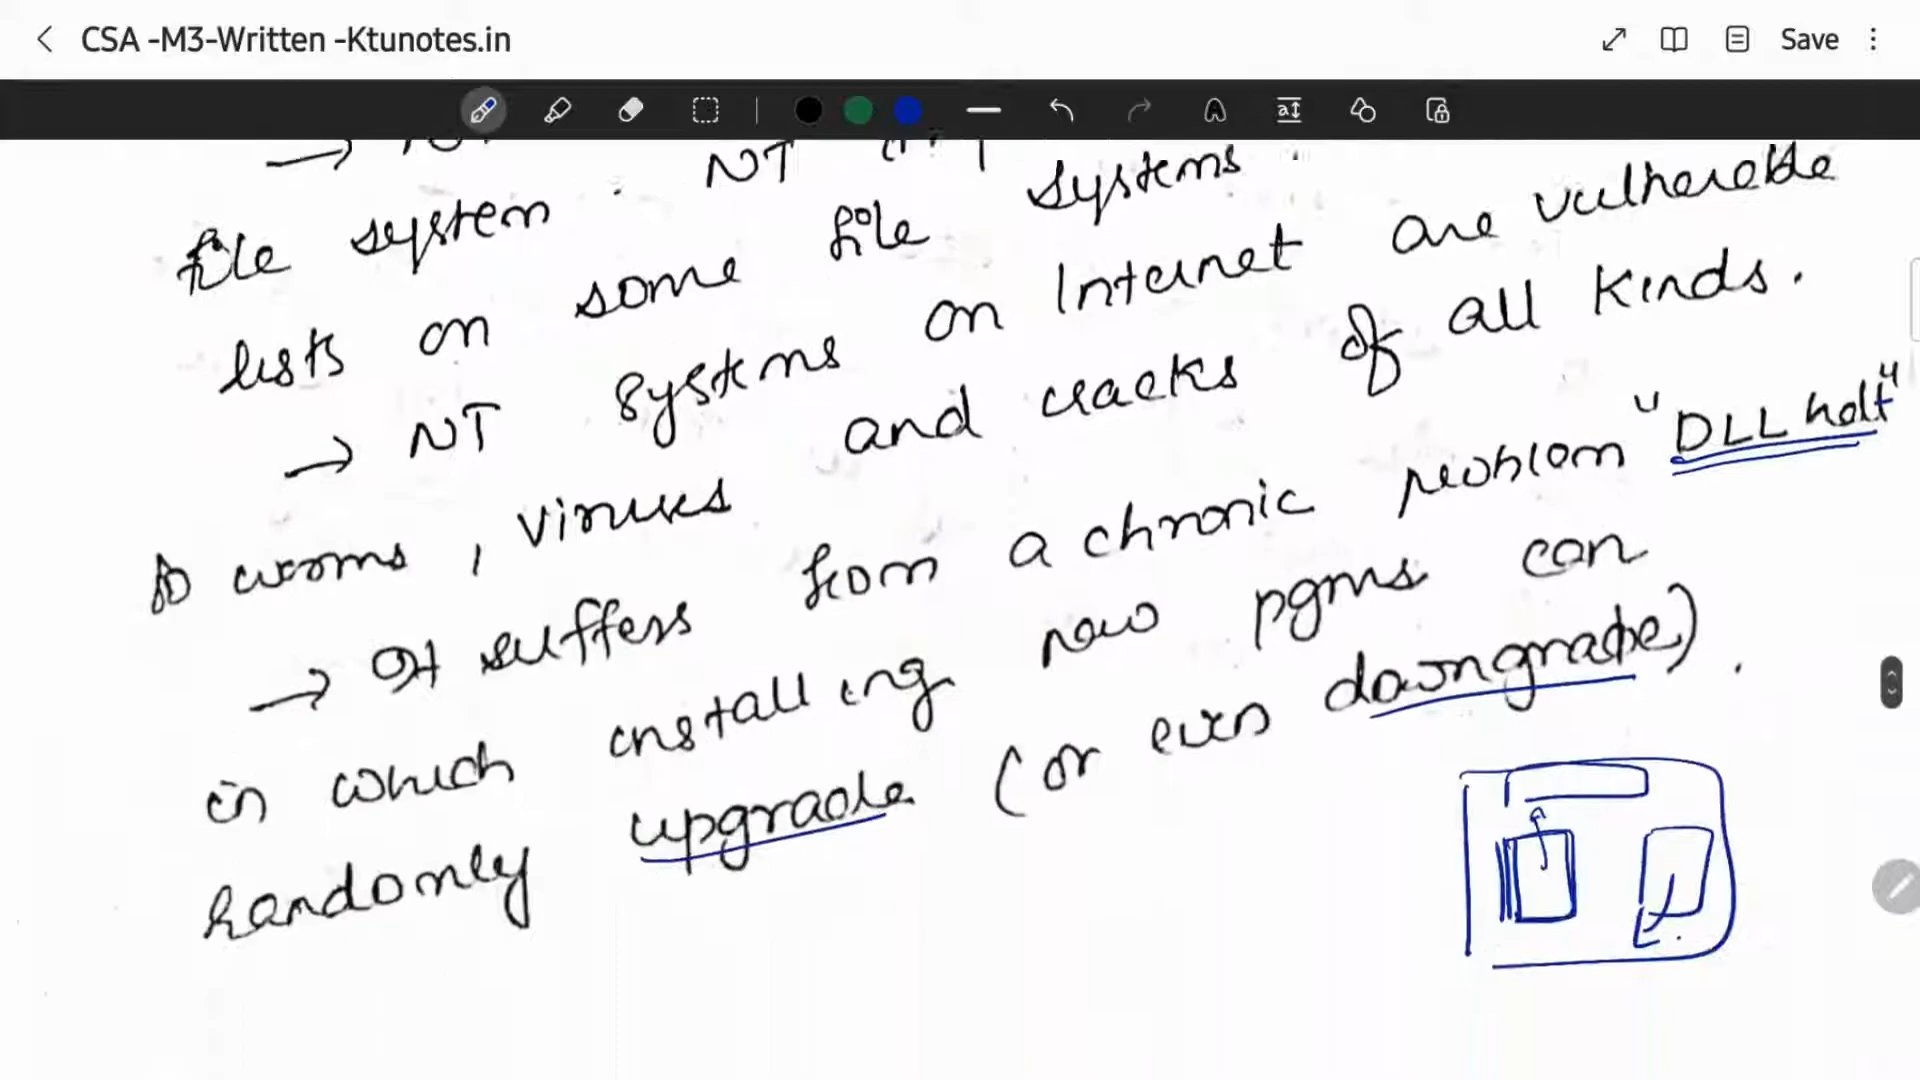 CSA -M3-Written -Ktunotes.in
Save
file system. NT
lists on some file systems.
→ NT systems on Internet are vulnerable
to worms, viruses and cracks of all kinds.
→ It suffers from a chronic problem "DLL hell"
in which installing new pgms can
randomly upgrade (or even downgrade).